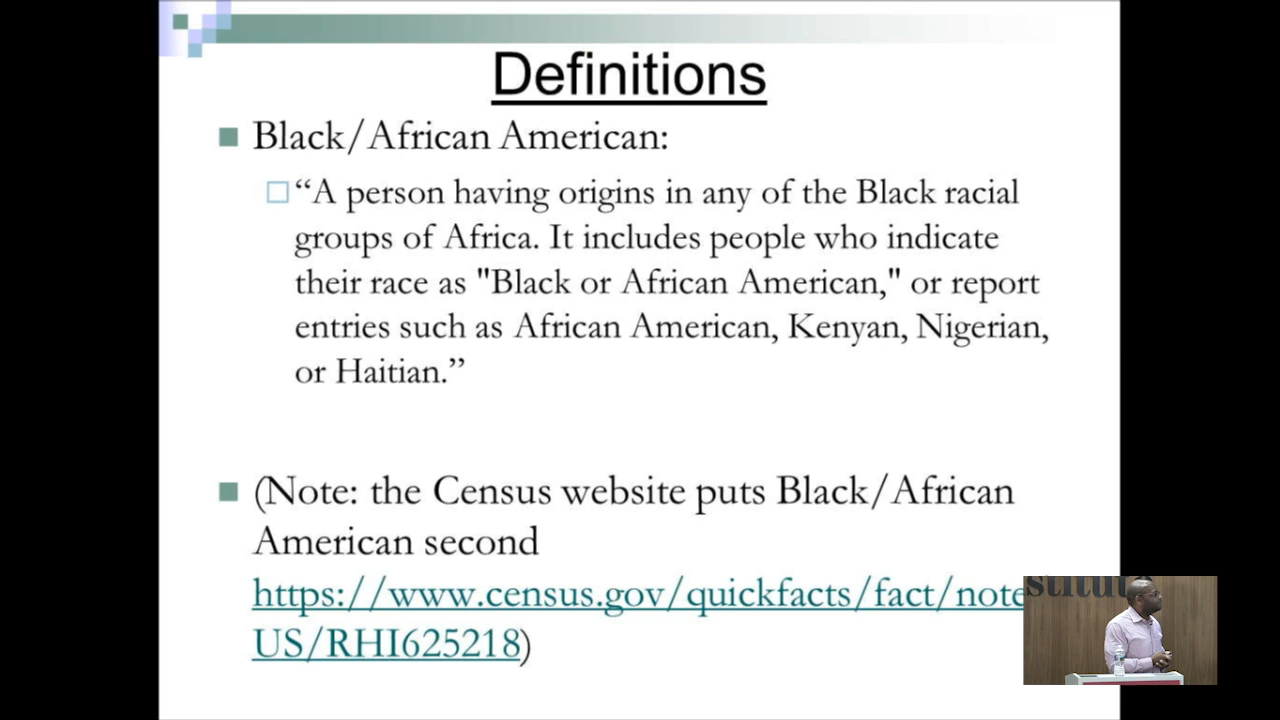 Definitions
Black/African American:
“A person having origins in any of the Black racial
groups of Africa. It includes people who indicate
their race as "Black or African American," or report
entries such as African American, Kenyan, Nigerian,
or Haitian.”
(Note: the Census website puts Black/African
American second
https://www.census.gov/quickfacts/fact/note
US/RHI625218)
stitut